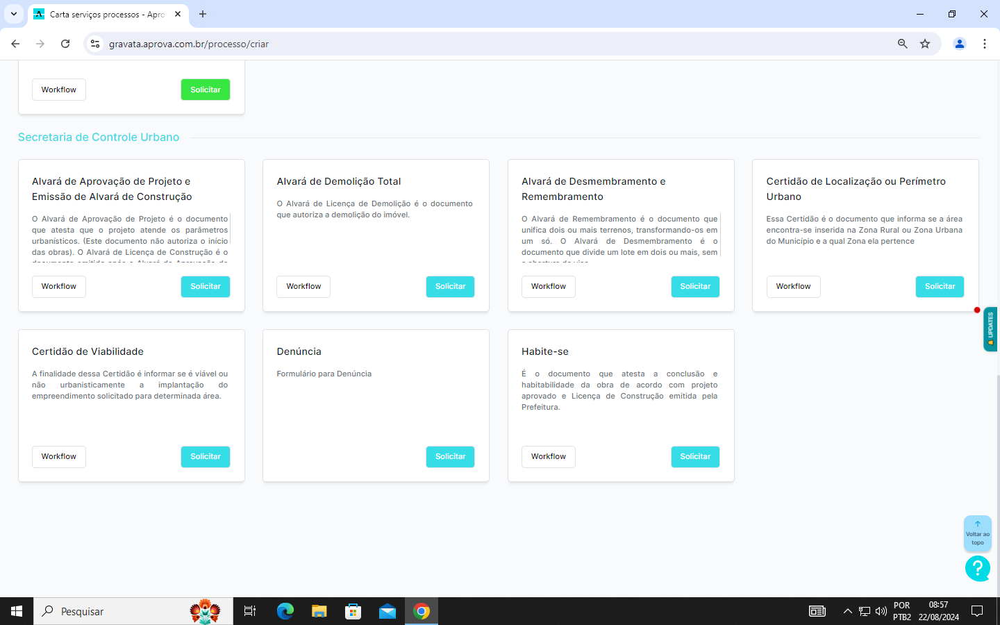 Carta serviços processos - Apro
gravata.aprova.com.br/processo/criar
Workflow
Solicitar
Secretaria de Controle Urbano
Alvará de Aprovação de Projeto e
Emissão de Alvará de Construção
O Alvará de Aprovação de Projeto é o documento
que atesta que o projeto atende os parâmetros
urbanísticos. (Este documento não autoriza o início
das obras). O Alvará de Licença de Construção é o
Workflow
Solicitar
Alvará de Demolição Total
O Alvará de Licença de Demolição é o documento
que autoriza a demolição do imóvel.
Workflow
Solicitar
Alvará de Desmembramento e
Remembramento
O Alvará de Remembramento é o documento que
unifica dois ou mais terrenos, transformando-os em
um só. O Alvará de Desmembramento é o
documento que divide um lote em dois ou mais, sem
Workflow
Solicitar
Certidão de Localização ou Perímetro
Urbano
Essa Certidão é o documento que informa se a área
encontra-se inserida na Zona Rural ou Zona Urbana
do Município e a qual Zona ela pertence
Workflow
Solicitar
UPDATES
Certidão de Viabilidade
A finalidade dessa Certidão é informar se é viável ou
não urbanisticamente a implantação do
empreendimento solicitado para determinada área.
Workflow
Solicitar
Denúncia
Formulário para Denúncia
Solicitar
Habite-se
É o documento que atesta a conclusão e
habitabilidade da obra de acordo com projeto
aprovado e Licença de Construção emitida pela
Prefeitura.
Workflow
Solicitar
Voltar ao
topo
?
Pesquisar
POR
PTB2
08:57
22/08/2024